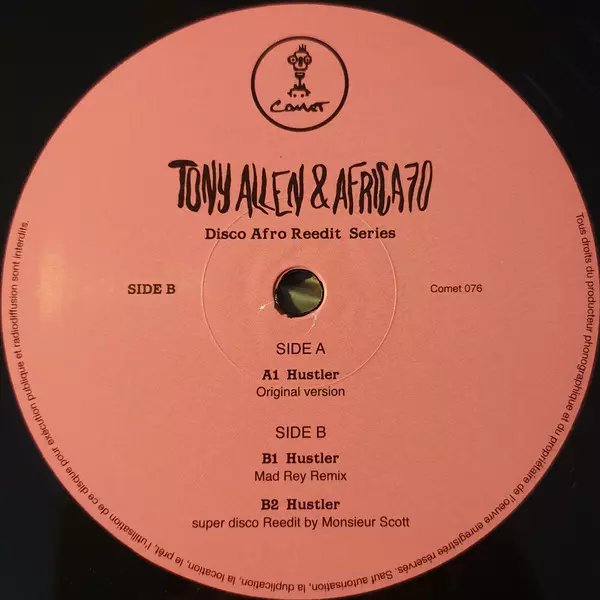 Comet
TONY ALLEN & AFRICA 70
Disco Afro Reedit Series
SIDE B
Comet 076
SIDE A
A1 Hustler
Original version
SIDE B
B1 Hustler
Mad Rey Remix
B2 Hustler
super disco Reedit by Monsieur Scott
Tous droits du producteur phonographique et du propriétaire de l'oeuvre enregistrée réservés. Sauf autorisation, la duplication, la location, le prêt, l'utilisation de ce disque pour exécution publique et radiodiffusion sont interdits.